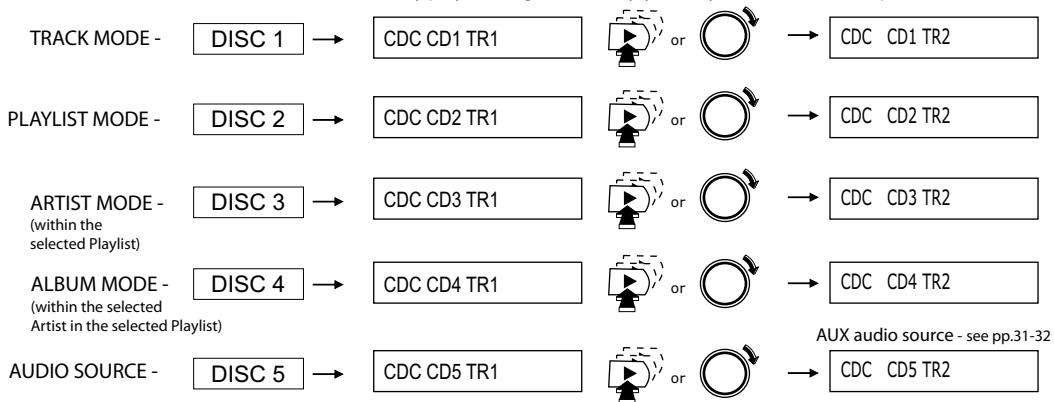 TRACK MODE - DISC 1 CDC CD1 TR1 or CDC CD1 TR2
PLAYLIST MODE - DISC 2 CDC CD2 TR1 or CDC CD2 TR2
ARTIST MODE - DISC 3 CDC CD3 TR1 or CDC CD3 TR2
(within the
selected Playlist)
ALBUM MODE - DISC 4 CDC CD4 TR1 or CDC CD4 TR2
(within the selected
Artist in the selected Playlist)
AUX audio source - see pp.31-32
AUDIO SOURCE - DISC 5 CDC CD5 TR1 or CDC CD5 TR2